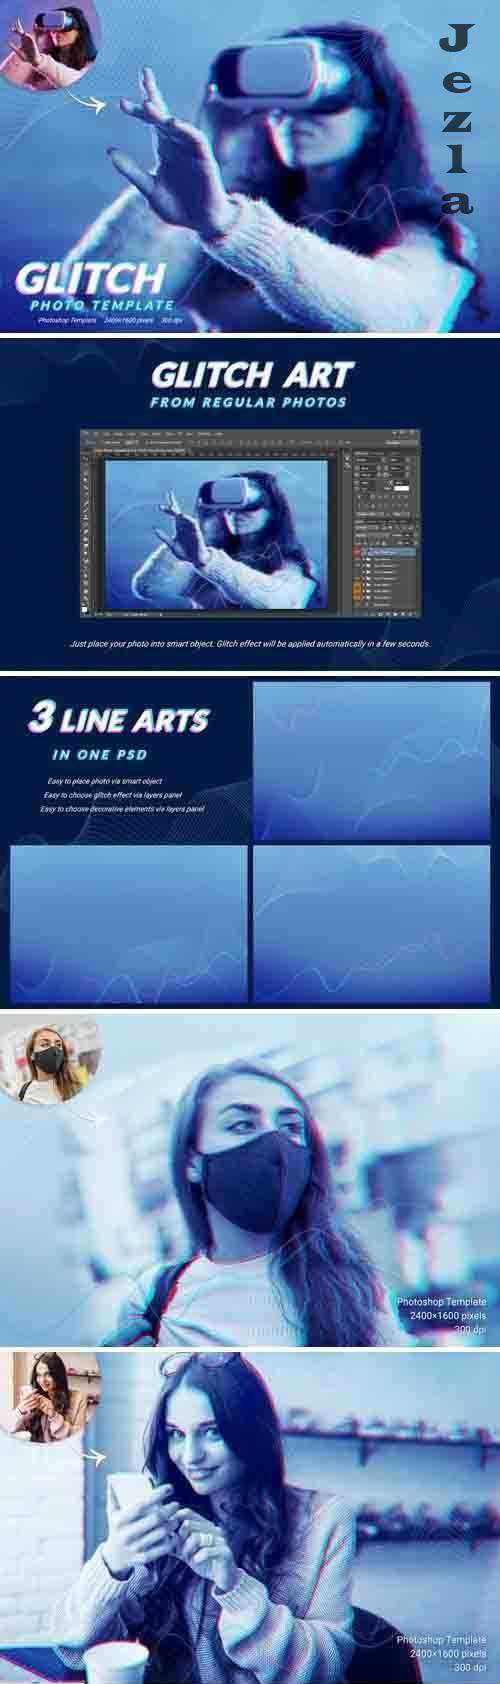 Jezla
GLITCH
PHOTO TEMPLATE
Photoshop Template 2400×1600 pixels 300 dpi
GLITCH ART
FROM REGULAR PHOTOS
Just place your photo into smart object. Glitch effect will be applied automatically in a few seconds.
3 LINE ARTS
IN ONE PSD
Easy to place photo via smart object
Easy to choose glitch effect via layers panel
Easy to choose decorative elements via layers panel
Photoshop Template
2400×1600 pixels
300 dpi
Photoshop Template
2400×1600 pixels
300 dpi